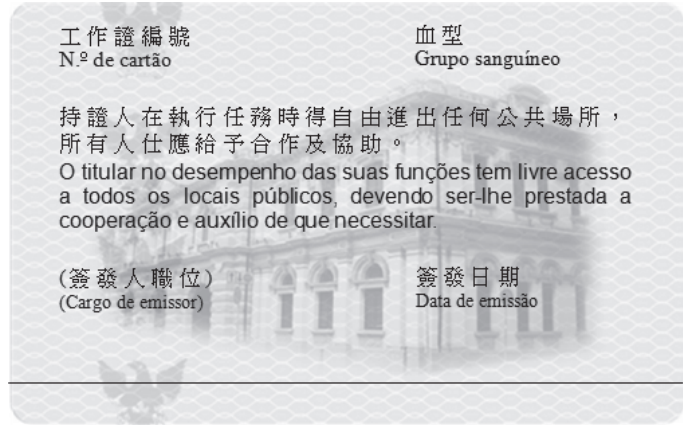 工作證編號
N.º de cartão
血型
Grupo sanguíneo
持證人在執行任務時得自由進出任何公共場所，
所有人仕應給予合作及協助。
O titular no desempenho das suas funções tem livre acesso
a todos os locais públicos, devendo ser-lhe prestada a
cooperação e auxílio de que necessitar.
(簽發人職位)
(Cargo de emissor)
簽發日期
Data de emissão